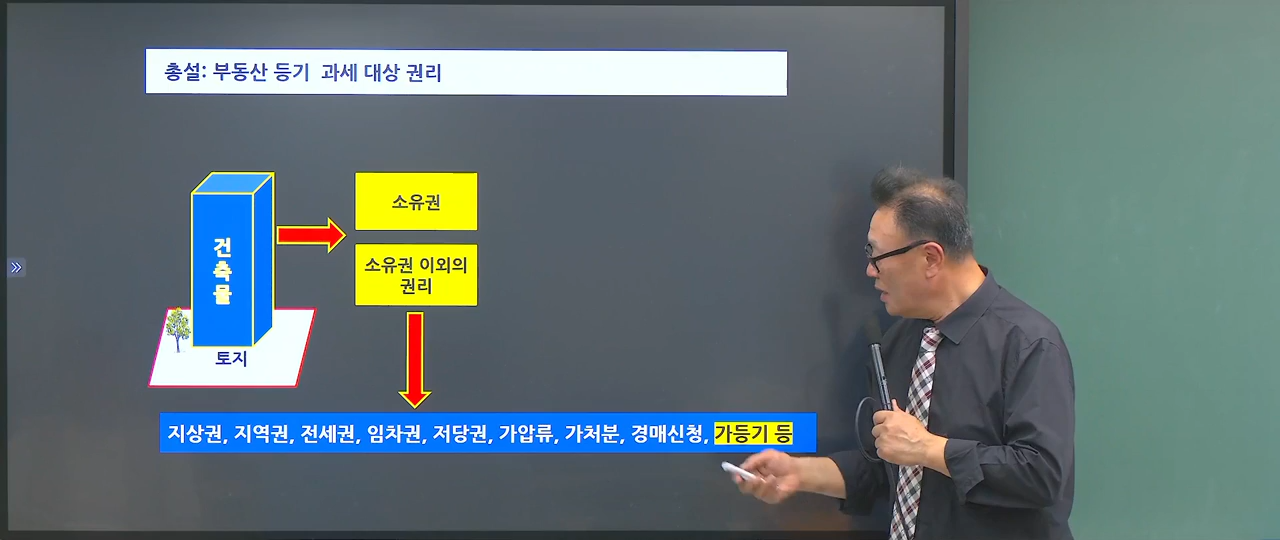 총설: 부동산 등기 과세 대상 권리
건
축
물
토지
소유권
소유권 이외의
권리
지상권, 지역권, 전세권, 임차권, 저당권, 가압류, 가처분, 경매신청, 가등기 등